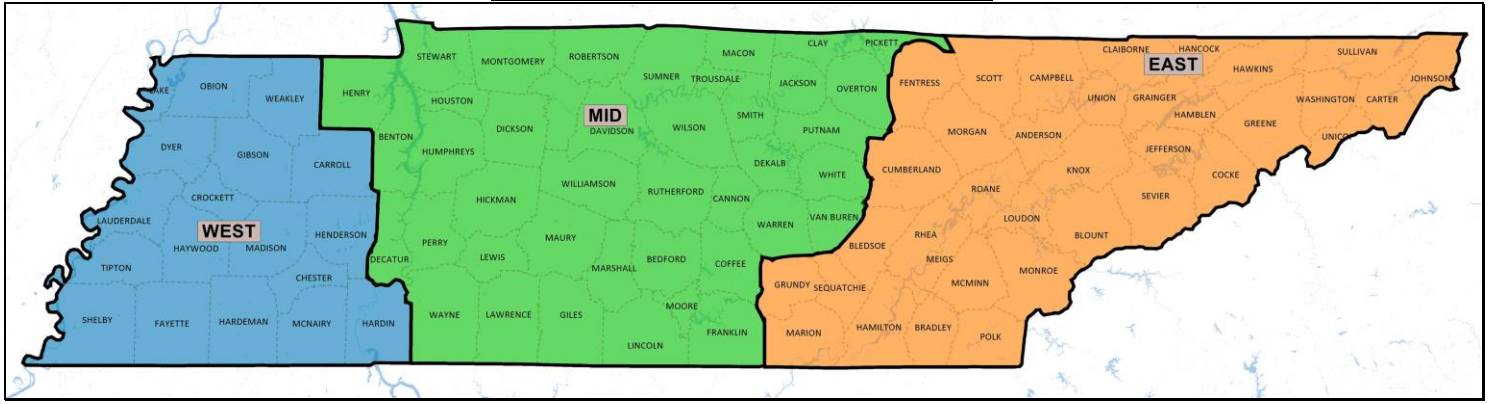 STEWART
MONTGOMERY
ROBERTSON
MACON
CLAY
PICKETT
SUMNER
TROUSDALE
JACKSON
OVERTON
HENRY
HOUSTON
MID
DAVIDSON
DICKSON
WILSON
SMITH
PUTNAM
BENTON
HUMPHREYS
DEKALB
WHITE
WILLIAMSON
RUTHERFORD
CANNON
HICKMAN
WARREN
VAN BUREN
PERRY
LEWIS
MAURY
MARSHALL
BEDFORD
COFFEE
DECATUR
WAYNE
LAWRENCE
GILES
MOORE
LINCOLN
FRANKLIN
LAKE
OBION
WEAKLEY
DYER
GIBSON
CARROLL
CROCKETT
LAUDERDALE
WEST
HAYWOOD
MADISON
HENDERSON
TIPTON
CHESTER
SHELBY
FAYETTE
HARDEMAN
MCNAIRY
HARDIN
CLAIBORNE
HANCOCK
EAST
SULLIVAN
HAWKINS
JOHNSON
FENTRESS
SCOTT
CAMPBELL
UNION
GRAINGER
WASHINGTON
CARTER
HAMBLEN
GREENE
UNICO
MORGAN
ANDERSON
JEFFERSON
COCKE
CUMBERLAND
KNOX
ROANE
SEVIER
LOUDON
BLOUNT
BLEDSOE
RHEA
MEIGS
MONROE
GRUNDY
SEQUATCHIE
MCMINN
MARION
HAMILTON
BRADLEY
POLK